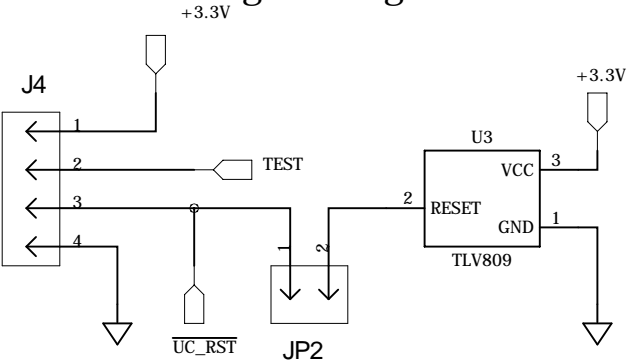 +3.3V
J4
1
2
3
4
TEST
UC_RST
1
2
JP2
+3.3V
U3
VCC
3
2
RESET
GND
1
TLV809